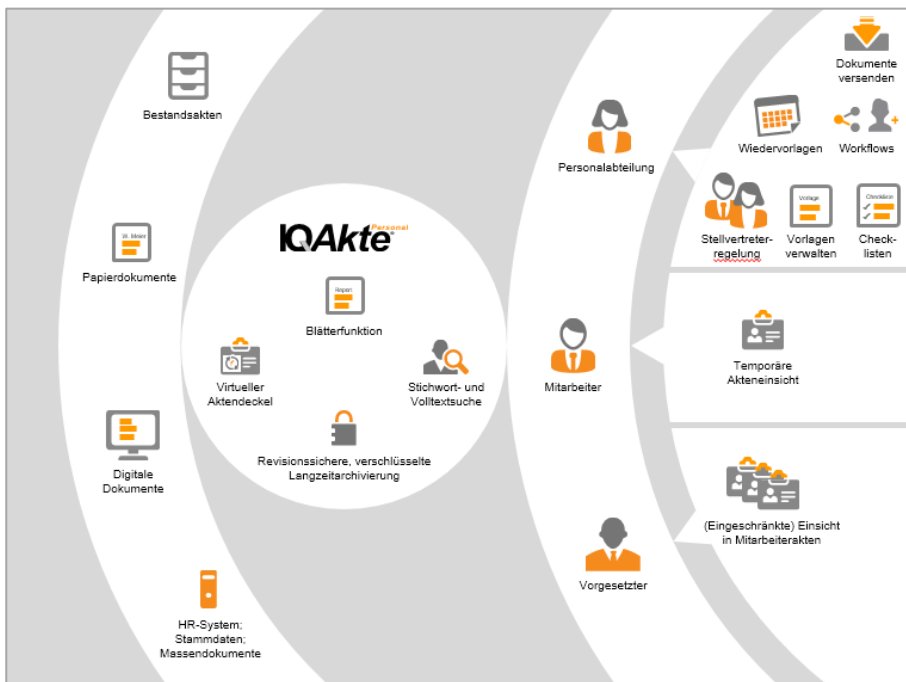 Bestandsakten
W. Meier
Papierdokumente
Digitale
Dokumente
HR-System;
Stammdaten;
Massendokumente
IQAkte Personal
Report
Blätterfunktion
Virtueller
Aktendeckel
Stichwort- und
Volltextsuche
Revisionssichere, verschlüsselte
Langzeitarchivierung
Personalabteilung
Mitarbeiter
Vorgesetzter
Dokumente
versenden
Wiedervorlagen
Workflows
Stellvertreter-
regelung
Vorlage
Vorlagen
verwalten
Checkliste
Check-
listen
Temporäre
Akteneinsicht
(Eingeschränkte) Einsicht
in Mitarbeiterakten